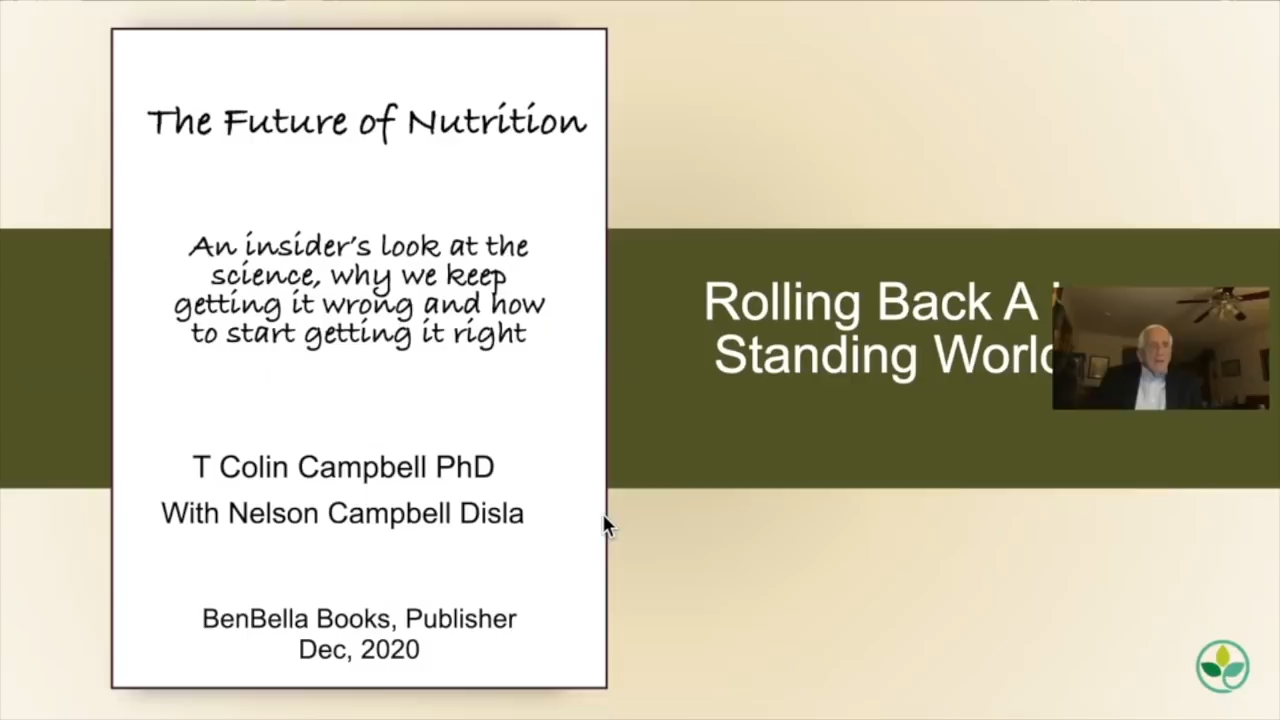 The Future of Nutrition
An insider's look at the
science, why we keep
getting it wrong and how
to start getting it right
T Colin Campbell PhD
With Nelson Campbell Disla
BenBella Books, Publisher
Dec, 2020
Rolling Back A
Standing